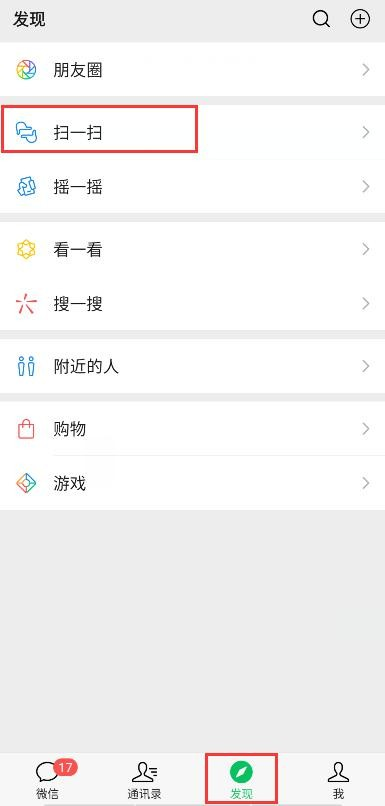 发现
朋友圈
扫一扫
摇一摇
看一看
搜一搜
附近的人
购物
游戏
17
微信
通讯录
发现
我